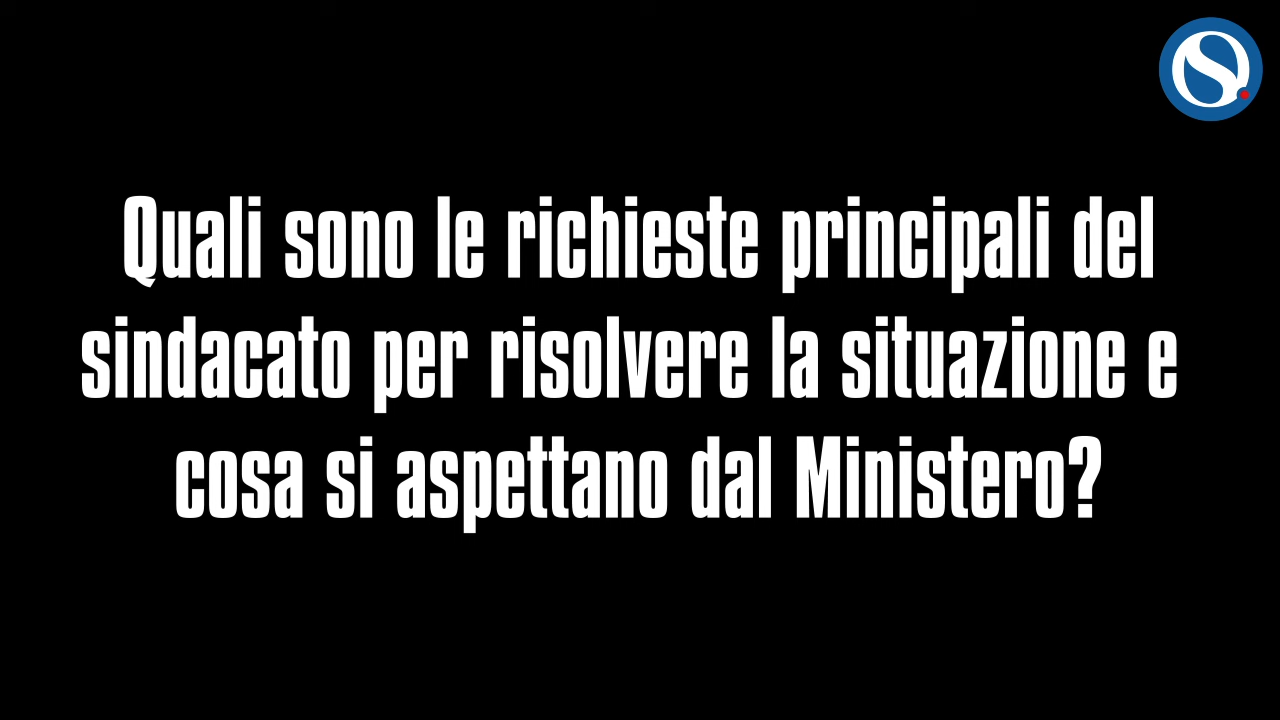 Quali sono le richieste principali del
sindacato per risolvere la situazione e
cosa si aspettano dal Ministero?